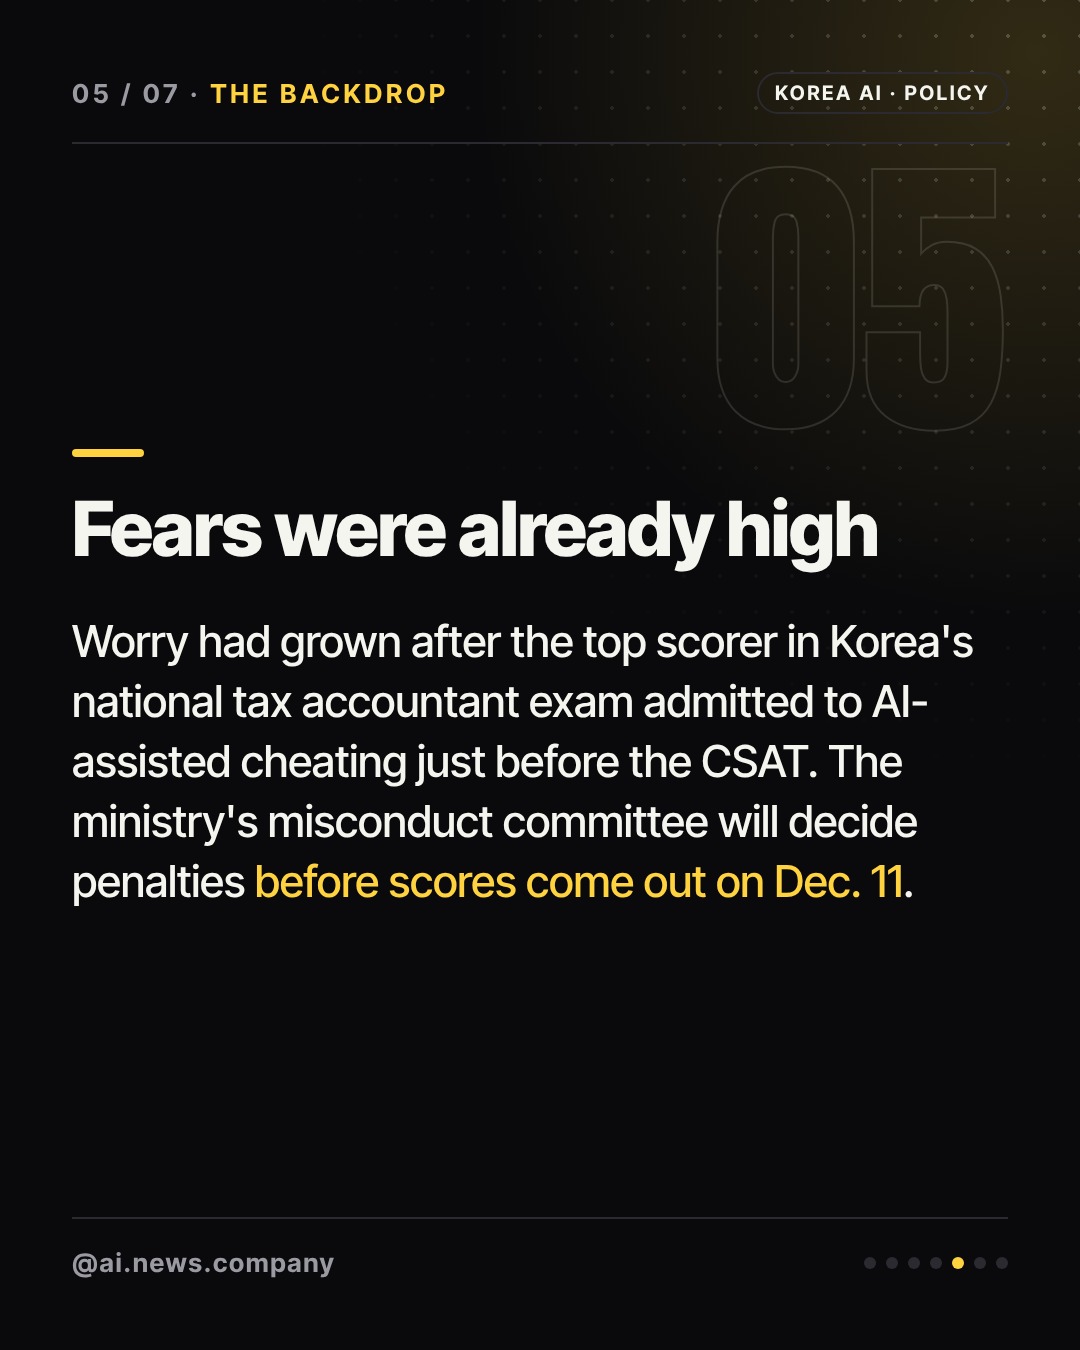 05 / 07 · THE BACKDROP
KOREA AI · POLICY
05
Fears were already high
Worry had grown after the top scorer in Korea's
national tax accountant exam admitted to AI-
assisted cheating just before the CSAT. The
ministry's misconduct committee will decide
penalties before scores come out on Dec. 11.
@ai.news.company